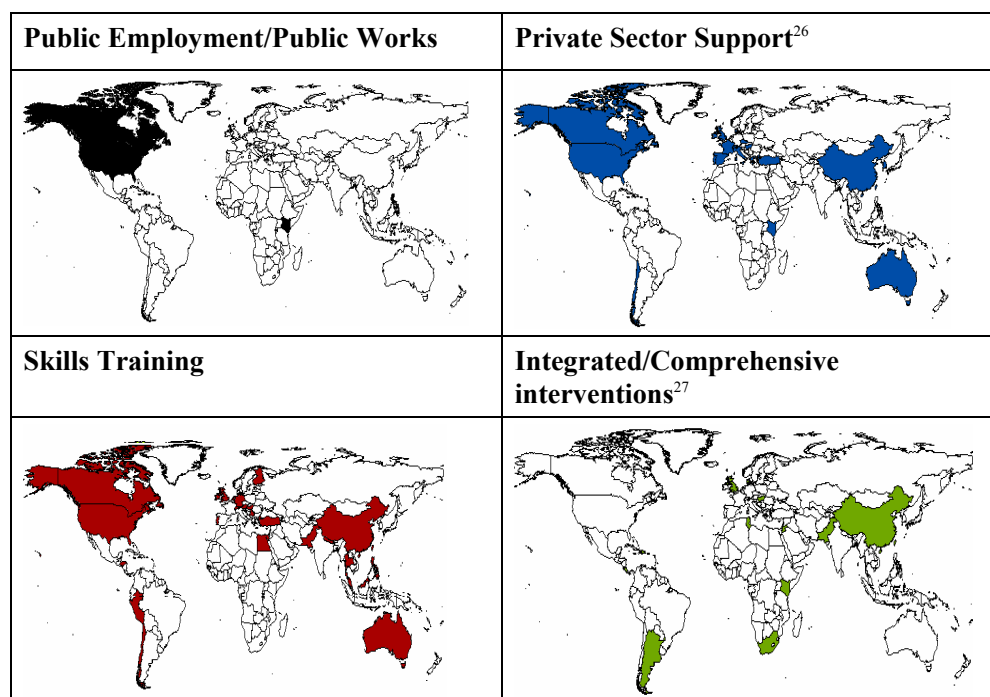 Public Employment/Public Works
Private Sector Support26
Skills Training
Integrated/Comprehensive
interventions27